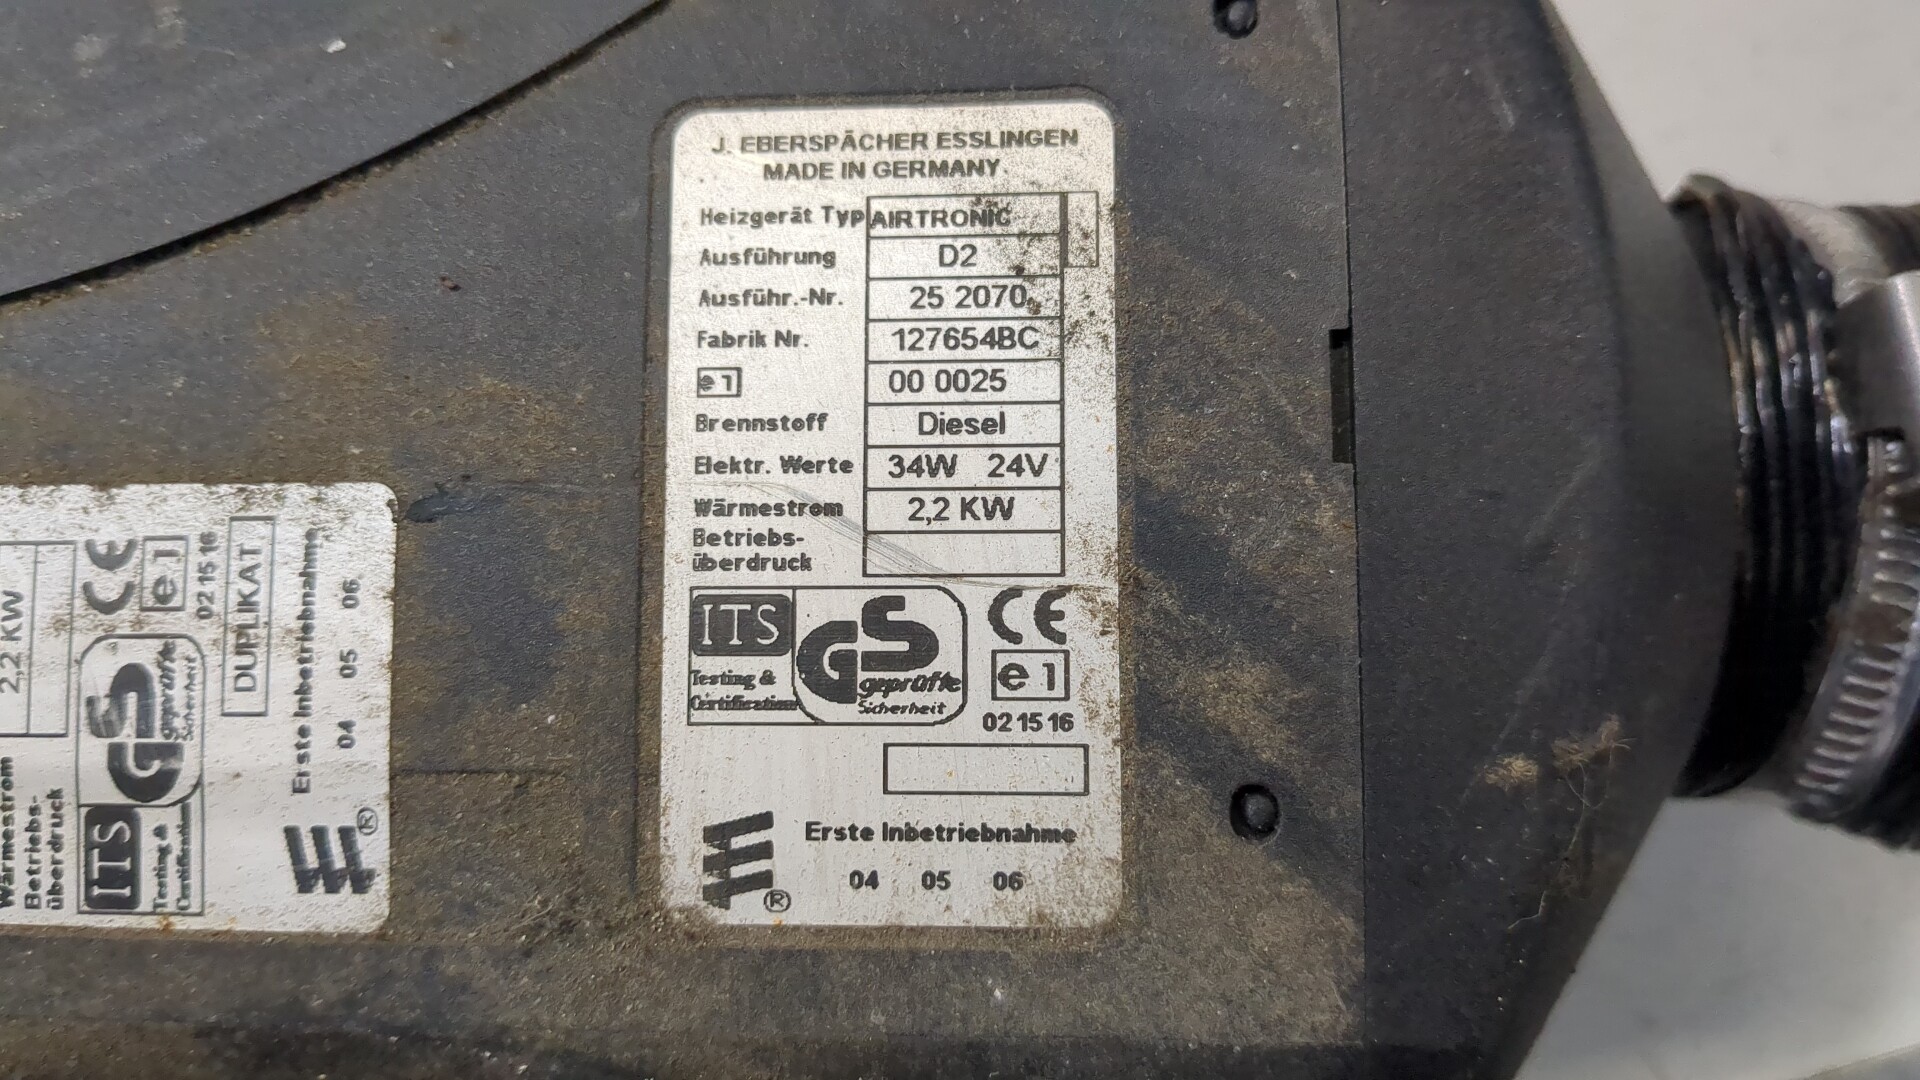 J. EBERSPÄCHER ESSLINGEN
MADE IN GERMANY
Heizgerät Typ AIRTRONIC
Ausführung D2
Ausführ.-Nr. 25 2070
Fabrik Nr. 127654BC
e1 00 0025
Brennstoff Diesel
Elektr. Werte 34W 24V
Wärmestrom 2,2 KW
Betriebs-
überdruck
ITS
Testing &
Certification
GS
geprüfte
Sicherheit
CE
e1
02 15 16
Erste Inbetriebnahme
04 05 06
®
2,2 KW
Wärmestrom
Betriebs-
überdruck
ITS
Testing &
Certification
GS
geprüfte
Sicherheit
CE
e1
02 15 16
DUPLIKAT
Erste Inbetriebnahme
04 05 06
®